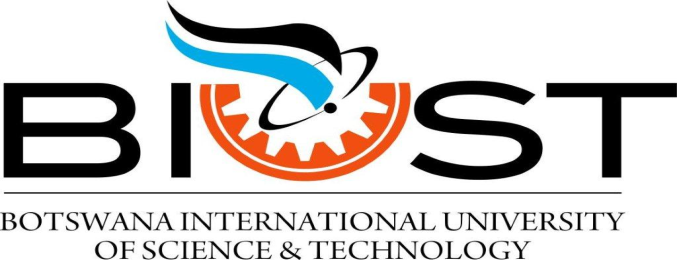 BIUST
BOTSWANA INTERNATIONAL UNIVERSITY
OF SCIENCE & TECHNOLOGY